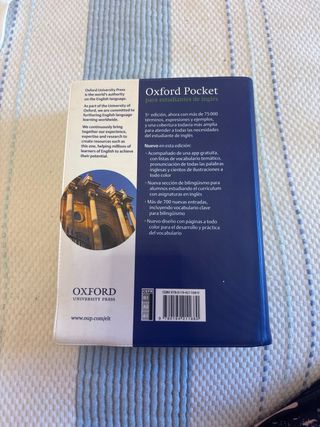 Oxford University Press
is the world's authority
on the English language.
As part of the University of
Oxford, we are committed to
furthering English language
learning worldwide.
We continuously bring
together our experience,
expertise and research to
create resources such as
this one, helping millions of
learners of English to achieve
their potential.
OXFORD
UNIVERSITY PRESS
www.oup.com/elt
Oxford Pocket
para estudiantes de inglés
5ª edición, ahora con más de 75 000
términos, expresiones y ejemplos,
y una cobertura todavía más amplia
para atender a todas las necesidades
del estudiante de inglés
Nuevo en esta edición:
- Acompañado de una app gratuita,
con listas de vocabulario temático,
pronunciación de todas las palabras
inglesas y cientos de ilustraciones a
todo color
- Nueva sección de bilingüismo para
alumnos estudiando el currículum
con asignaturas en inglés
- Más de 700 nuevas entradas,
incluyendo vocabulario clave
para bilingüismo
- Nuevo diseño con páginas a todo
color para el desarrollo y práctica
del vocabulario
CEFR